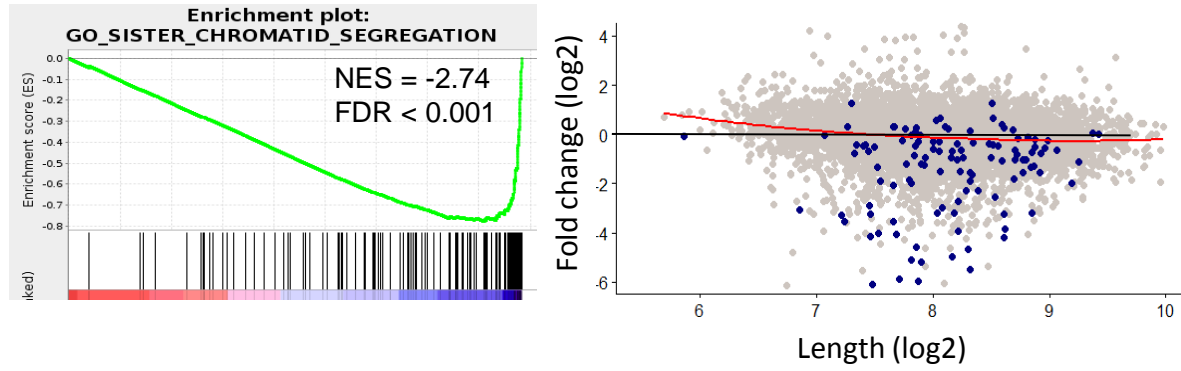 Enrichment plot:
GO_SISTER_CHROMATID_SEGREGATION
NES = -2.74
FDR < 0.001
Enrichment score (ES)
0.0
-0.1
-0.2
-0.3
-0.4
-0.5
-0.6
-0.7
-0.8
Fold change (log2)
4
2
0
-2
-4
-6
6
7
8
9
10
Length (log2)